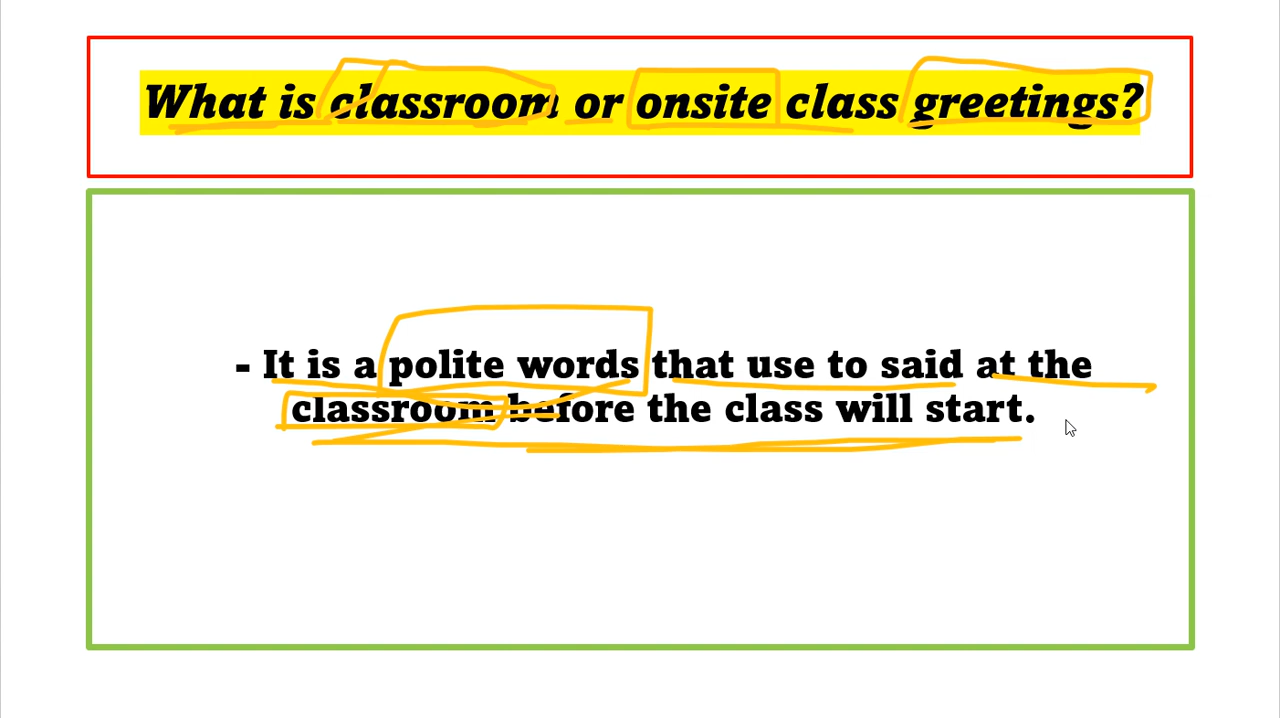 What is classroom or onsite class greetings?
- It is a polite words that use to said at the
classroom before the class will start.